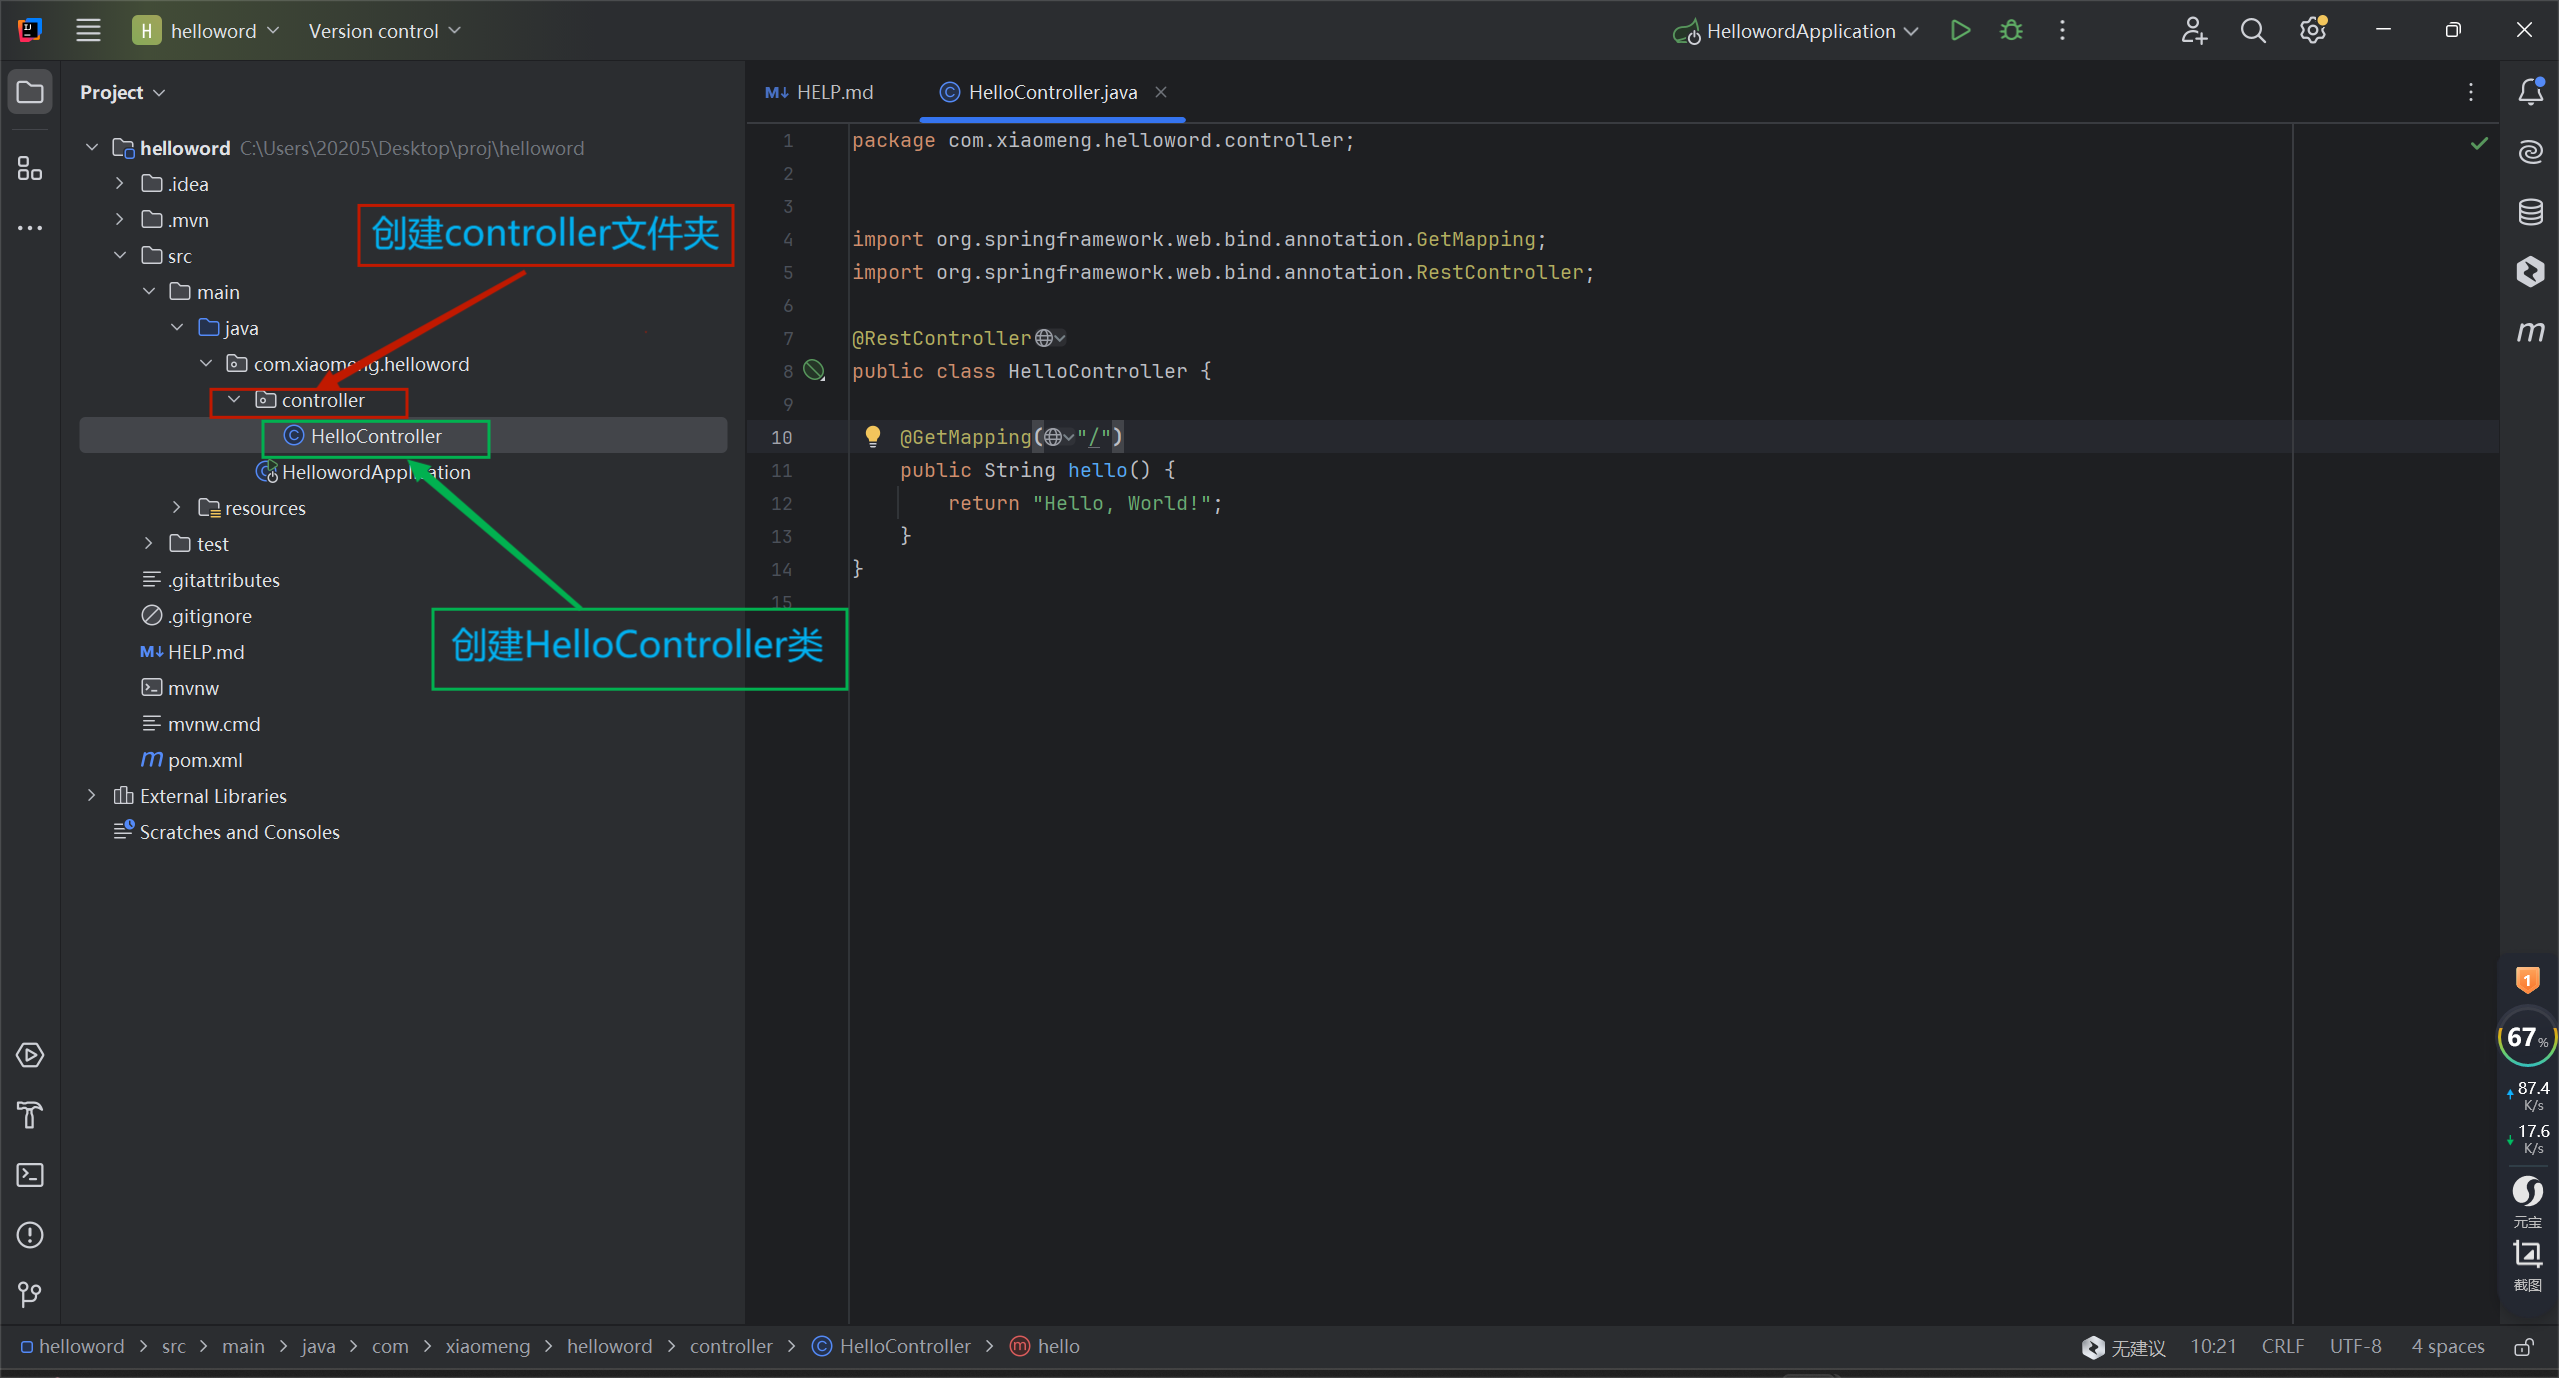 H helloword Version control
HellowordApplication
Project
HELP.md
HelloController.java
helloword C:\Users\20205\Desktop\proj\helloword
.idea
.mvn
src
main
java
com.xiaomeng.helloword
controller
HelloController
HellowordApplication
resources
test
.gitattributes
.gitignore
M↓ HELP.md
mvnw
mvnw.cmd
m pom.xml
External Libraries
Scratches and Consoles
创建controller文件夹
创建HelloController类
1 package com.xiaomeng.helloword.controller;
2
3
4 import org.springframework.web.bind.annotation.GetMapping;
5 import org.springframework.web.bind.annotation.RestController;
6
7 @RestController
8 public class HelloController {
9
10 @GetMapping("/")
11 public String hello() {
12 return "Hello, World!";
13 }
14 }
15
m
1
67%
87.4
K/s
17.6
K/s
元宝
截图
helloword > src > main > java > com > xiaomeng > helloword > controller > HelloController > hello
无建议 10:21 CRLF UTF-8 4 spaces